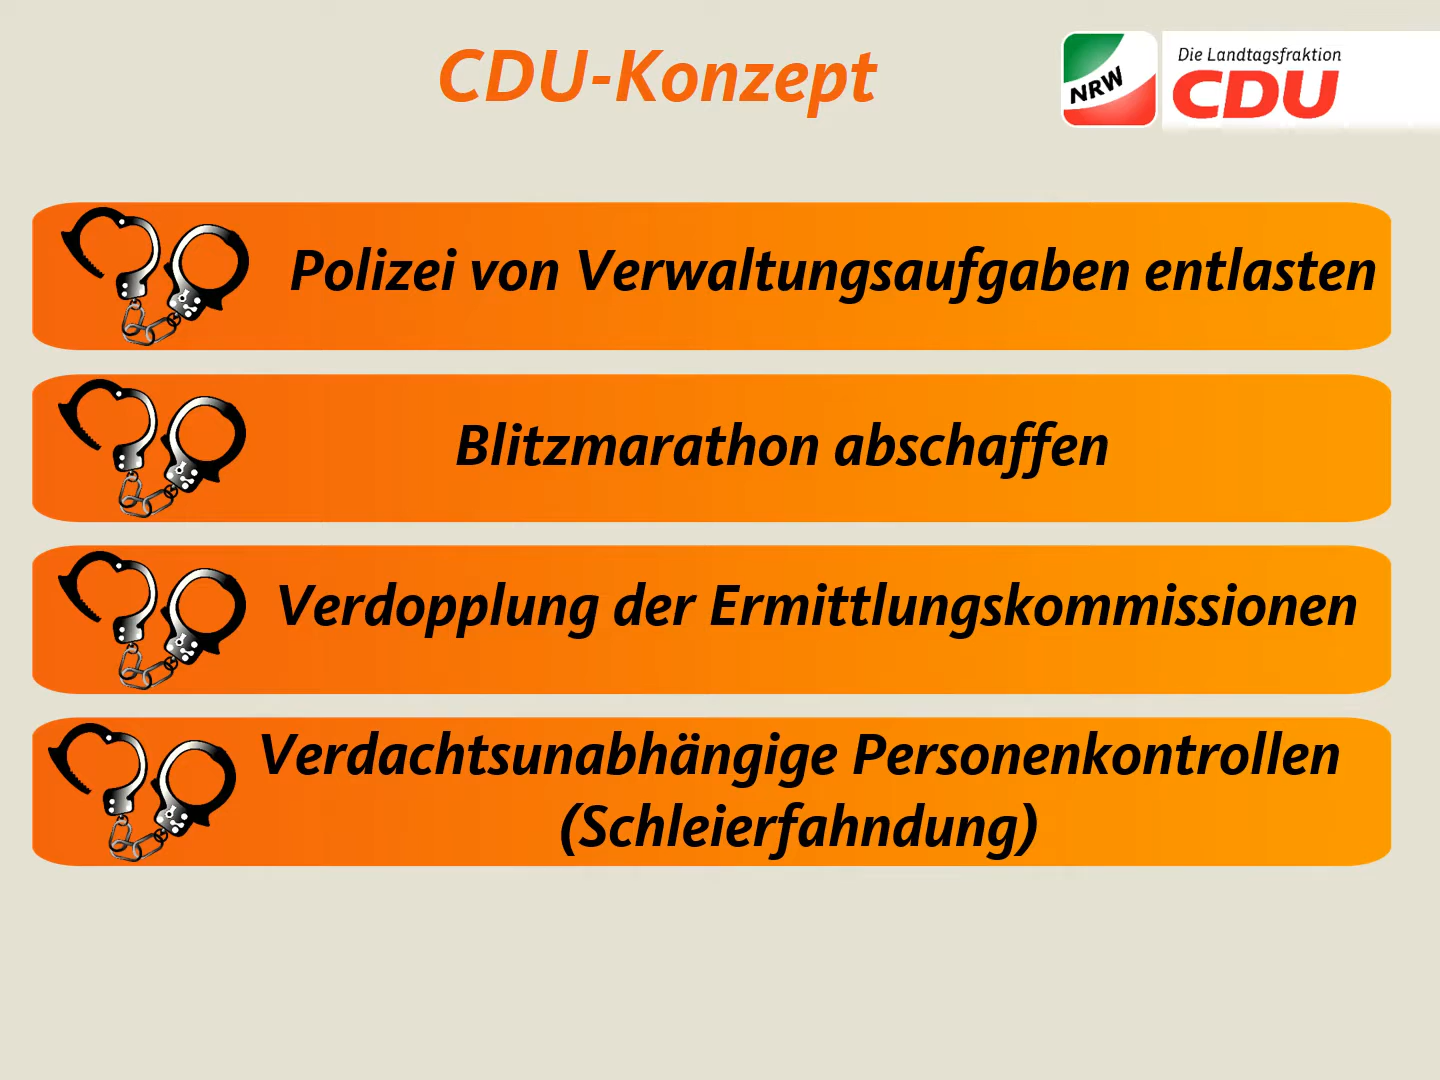 CDU-Konzept
NRW
Die Landtagsfraktion
CDU
Polizei von Verwaltungsaufgaben entlasten
Blitzmarathon abschaffen
Verdopplung der Ermittlungskommissionen
Verdachtsunabhängige Personenkontrollen
(Schleierfahndung)